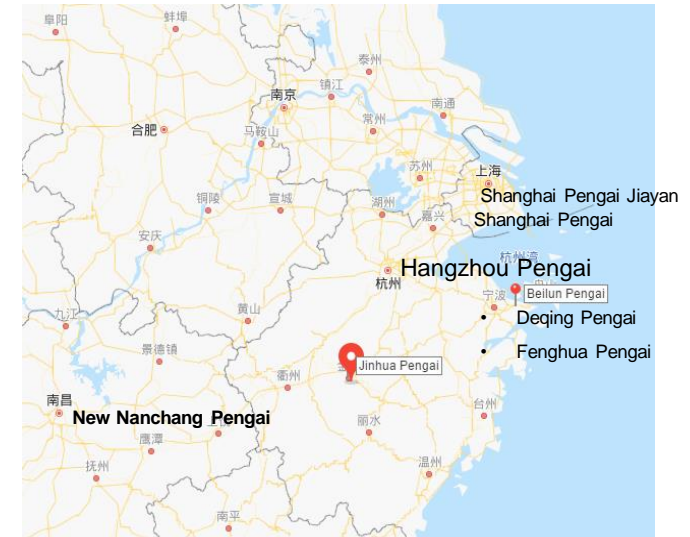 阜阳
蚌埠
泰州
镇江
南京
南通
常州
合肥
马鞍山
苏州
上海
铜陵
宣城
湖州
Shanghai Pengai Jiayan
嘉兴
Shanghai Pengai
安庆
杭州湾
Hangzhou Pengai
杭州
宁波
Beilun Pengai
黄山
九江
• Deqing Pengai
景德镇
• Fenghua Pengai
Jinhua Pengai
衢州
南昌
台州
New Nanchang Pengai
丽水
鹰潭
温州
抚州
南平